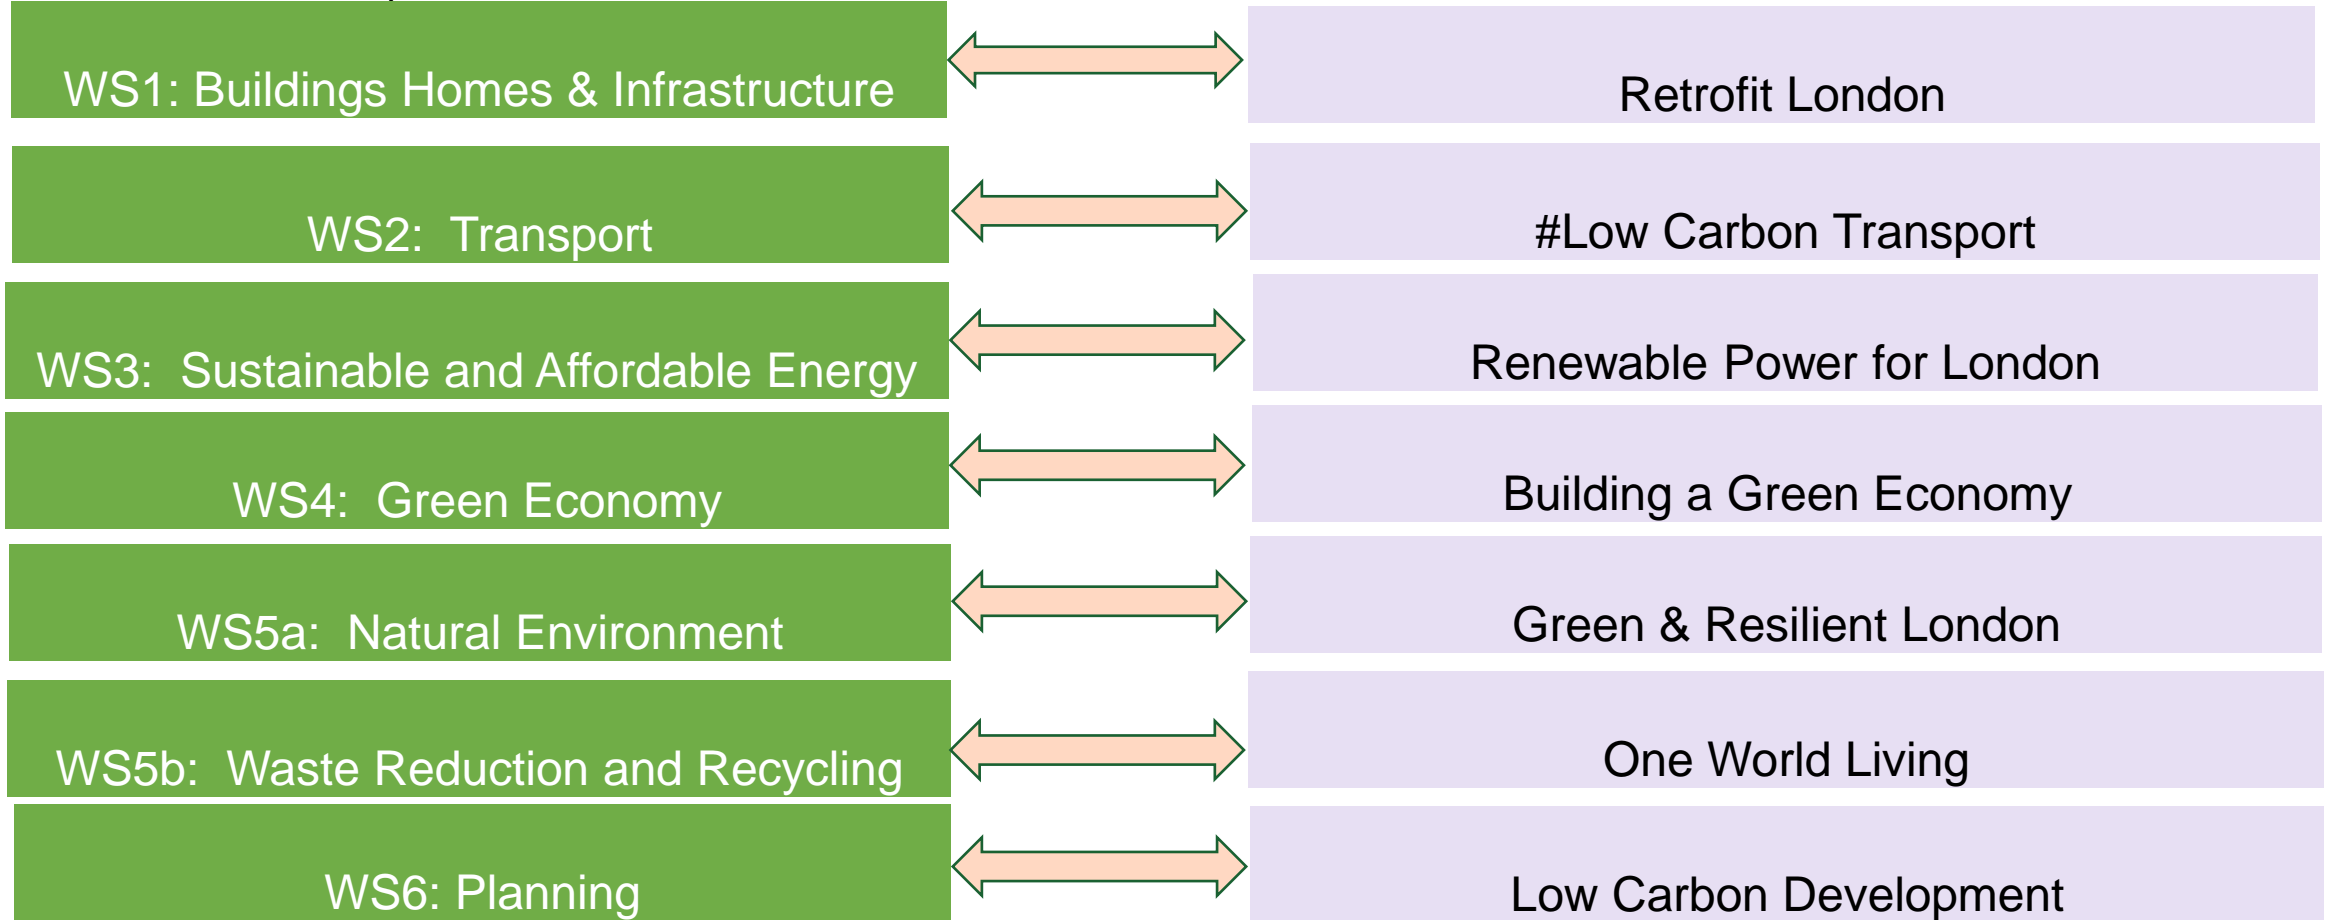 WS1: Buildings Homes & Infrastructure
Retrofit London
WS2: Transport
#Low Carbon Transport
WS3: Sustainable and Affordable Energy
Renewable Power for London
WS4: Green Economy
Building a Green Economy
WS5a: Natural Environment
Green & Resilient London
WS5b: Waste Reduction and Recycling
One World Living
WS6: Planning
Low Carbon Development